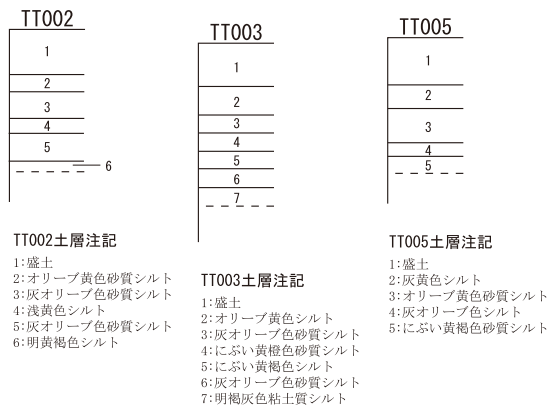 TT002
1
2
3
4
5
6
TT002土層注記
1:盛土
2:オリーブ黄色砂質シルト
3:灰オリーブ色砂質シルト
4:浅黄色シルト
5:灰オリーブ色砂質シルト
6:明黄褐色シルト
TT003
1
2
3
4
5
6
7
TT003土層注記
1:盛土
2:オリーブ黄色シルト
3:灰オリーブ色砂質シルト
4:にぶい黄橙色砂質シルト
5:にぶい黄褐色シルト
6:灰オリーブ色砂質シルト
7:明褐灰色粘土質シルト
TT005
1
2
3
4
5
TT005土層注記
1:盛土
2:灰黄色シルト
3:オリーブ黄色砂質シルト
4:灰オリーブ色シルト
5:にぶい黄褐色砂質シルト